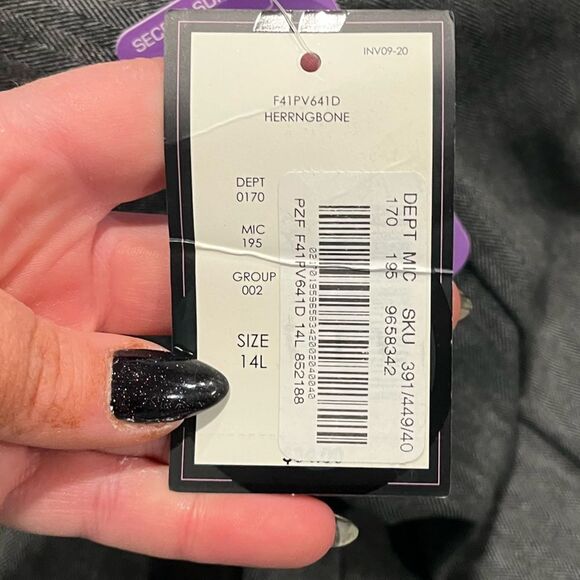 SECOND
INV09-20
F41PV641D
HERRNGBONE
DEPT
0170
MIC
195
GROUP
002
SIZE
14L
DEPT MIC SKU 391/449/40
170 195 9658342
PZF F41PV641D 14L 852188